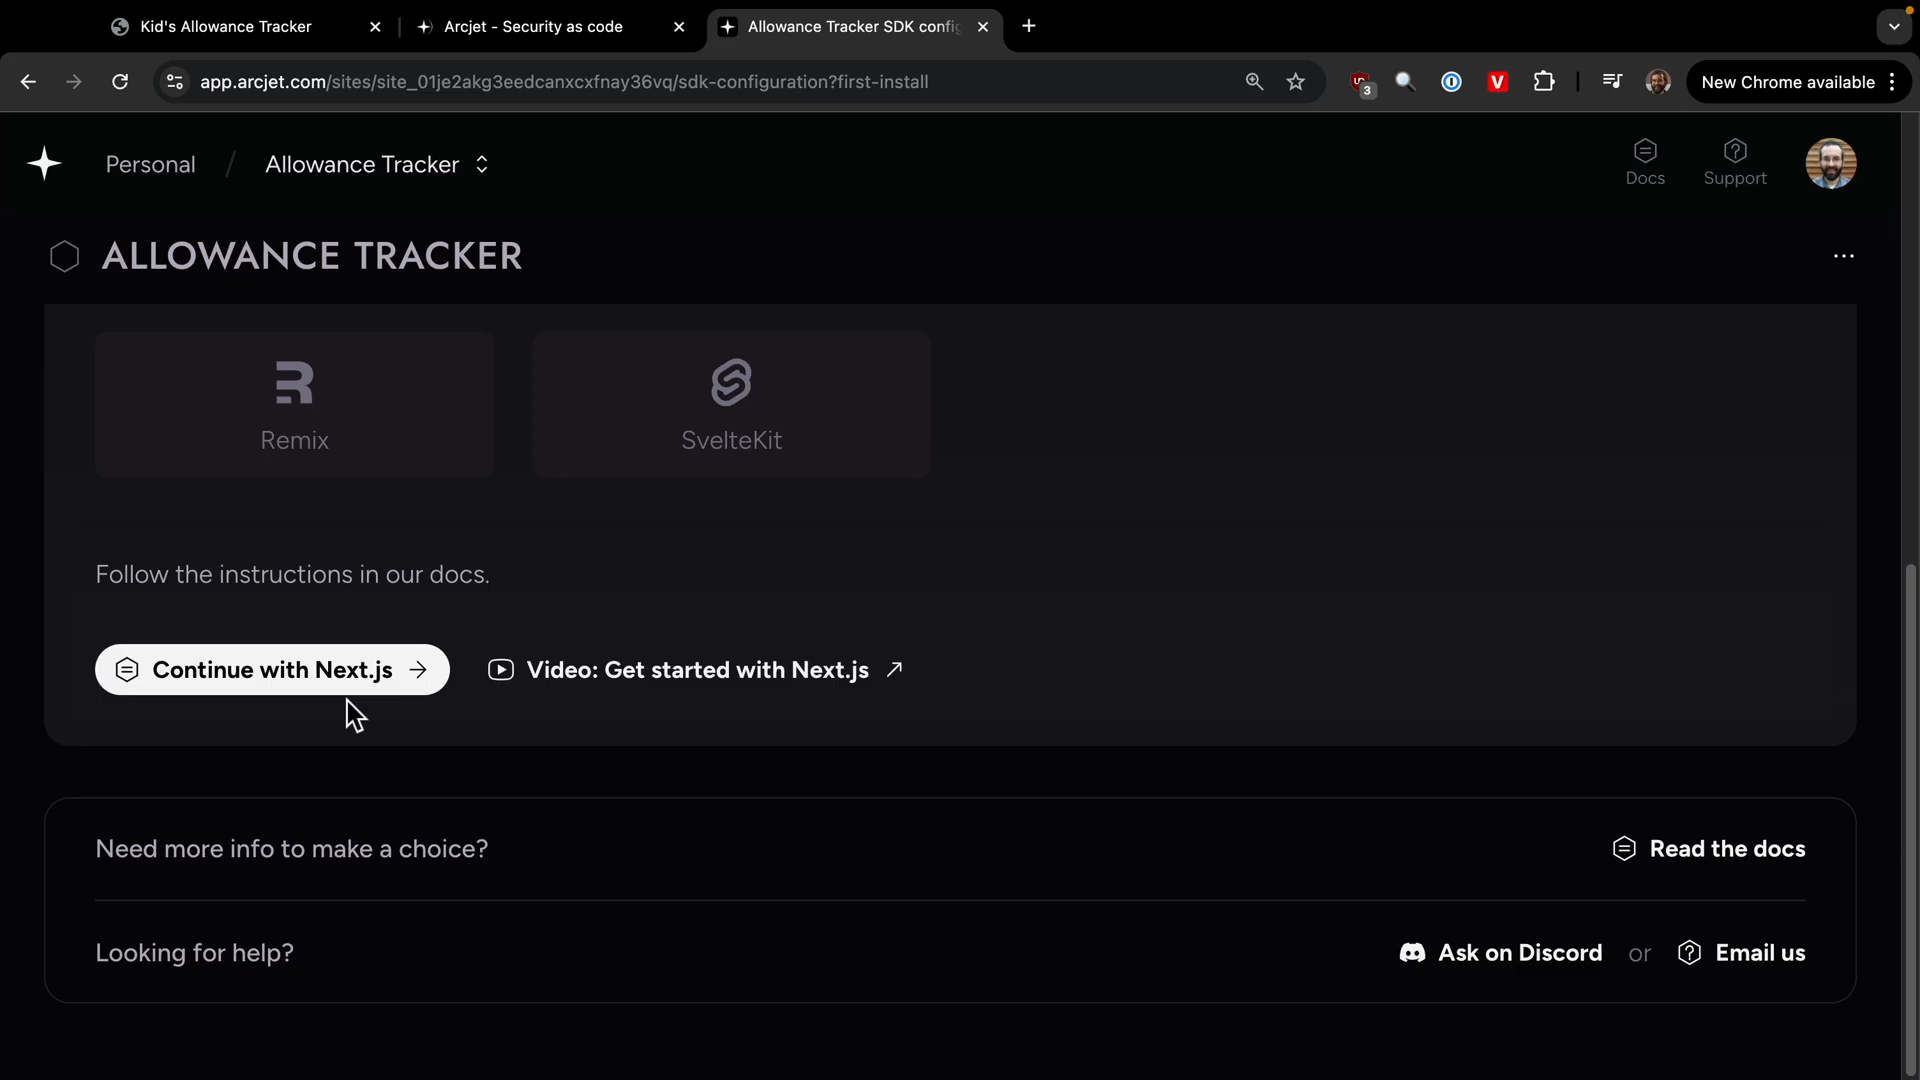 Kid's Allowance Tracker
Arcjet - Security as code
Allowance Tracker SDK config
app.arcjet.com/sites/site_01je2akg3eedcanxcxfnay36vq/sdk-configuration?first-install
3
New Chrome available
Personal / Allowance Tracker
Docs
Support
ALLOWANCE TRACKER
Remix
SvelteKit
Follow the instructions in our docs.
Continue with Next.js →
Video: Get started with Next.js ↗
Need more info to make a choice?
Read the docs
Looking for help?
Ask on Discord or Email us